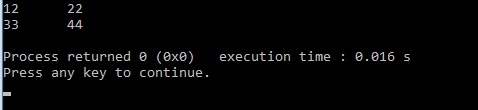 12      22
33      44
Process returned 0 (0x0)   execution time : 0.016 s
Press any key to continue.